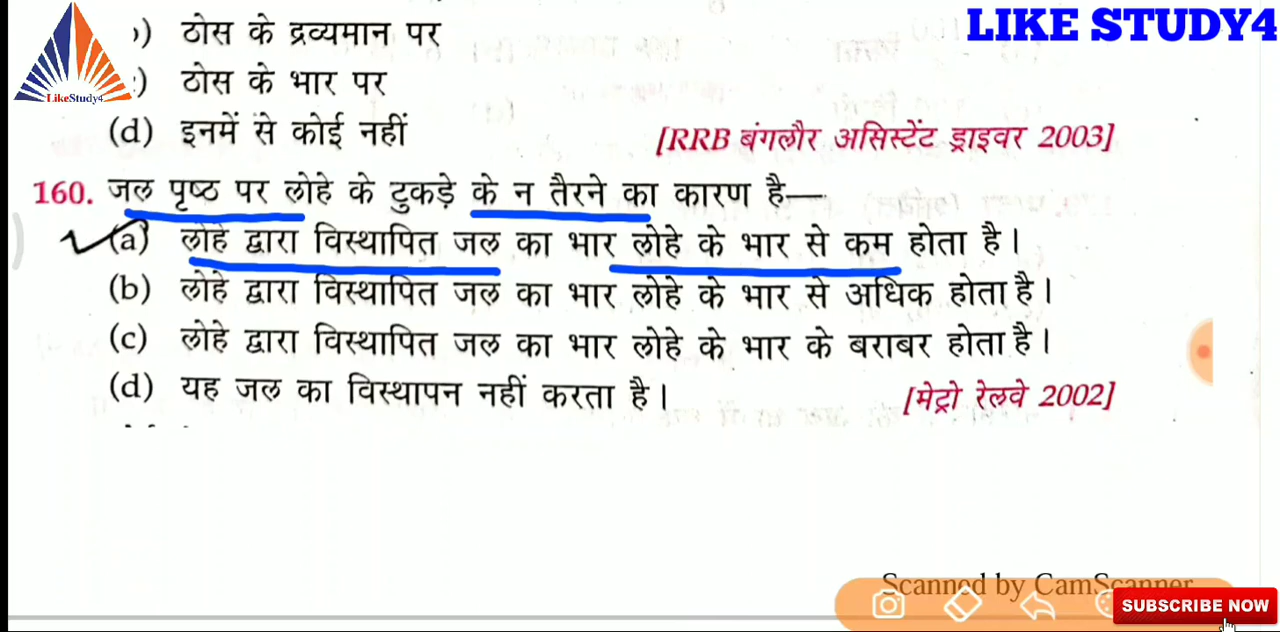 LIKE STUDY4
LikeStudy4
) ठोस के द्रव्यमान पर
) ठोस के भार पर
(d) इनमें से कोई नहीं
[RRB बंगलौर असिस्टेंट ड्राइवर 2003]
160. जल पृष्ठ पर लोहे के टुकड़े के न तैरने का कारण है—
(a) लोहे द्वारा विस्थापित जल का भार लोहे के भार से कम होता है।
(b) लोहे द्वारा विस्थापित जल का भार लोहे के भार से अधिक होता है।
(c) लोहे द्वारा विस्थापित जल का भार लोहे के भार के बराबर होता है।
(d) यह जल का विस्थापन नहीं करता है।
[मेट्रो रेलवे 2002]
Scanned by CamScanner
SUBSCRIBE NOW